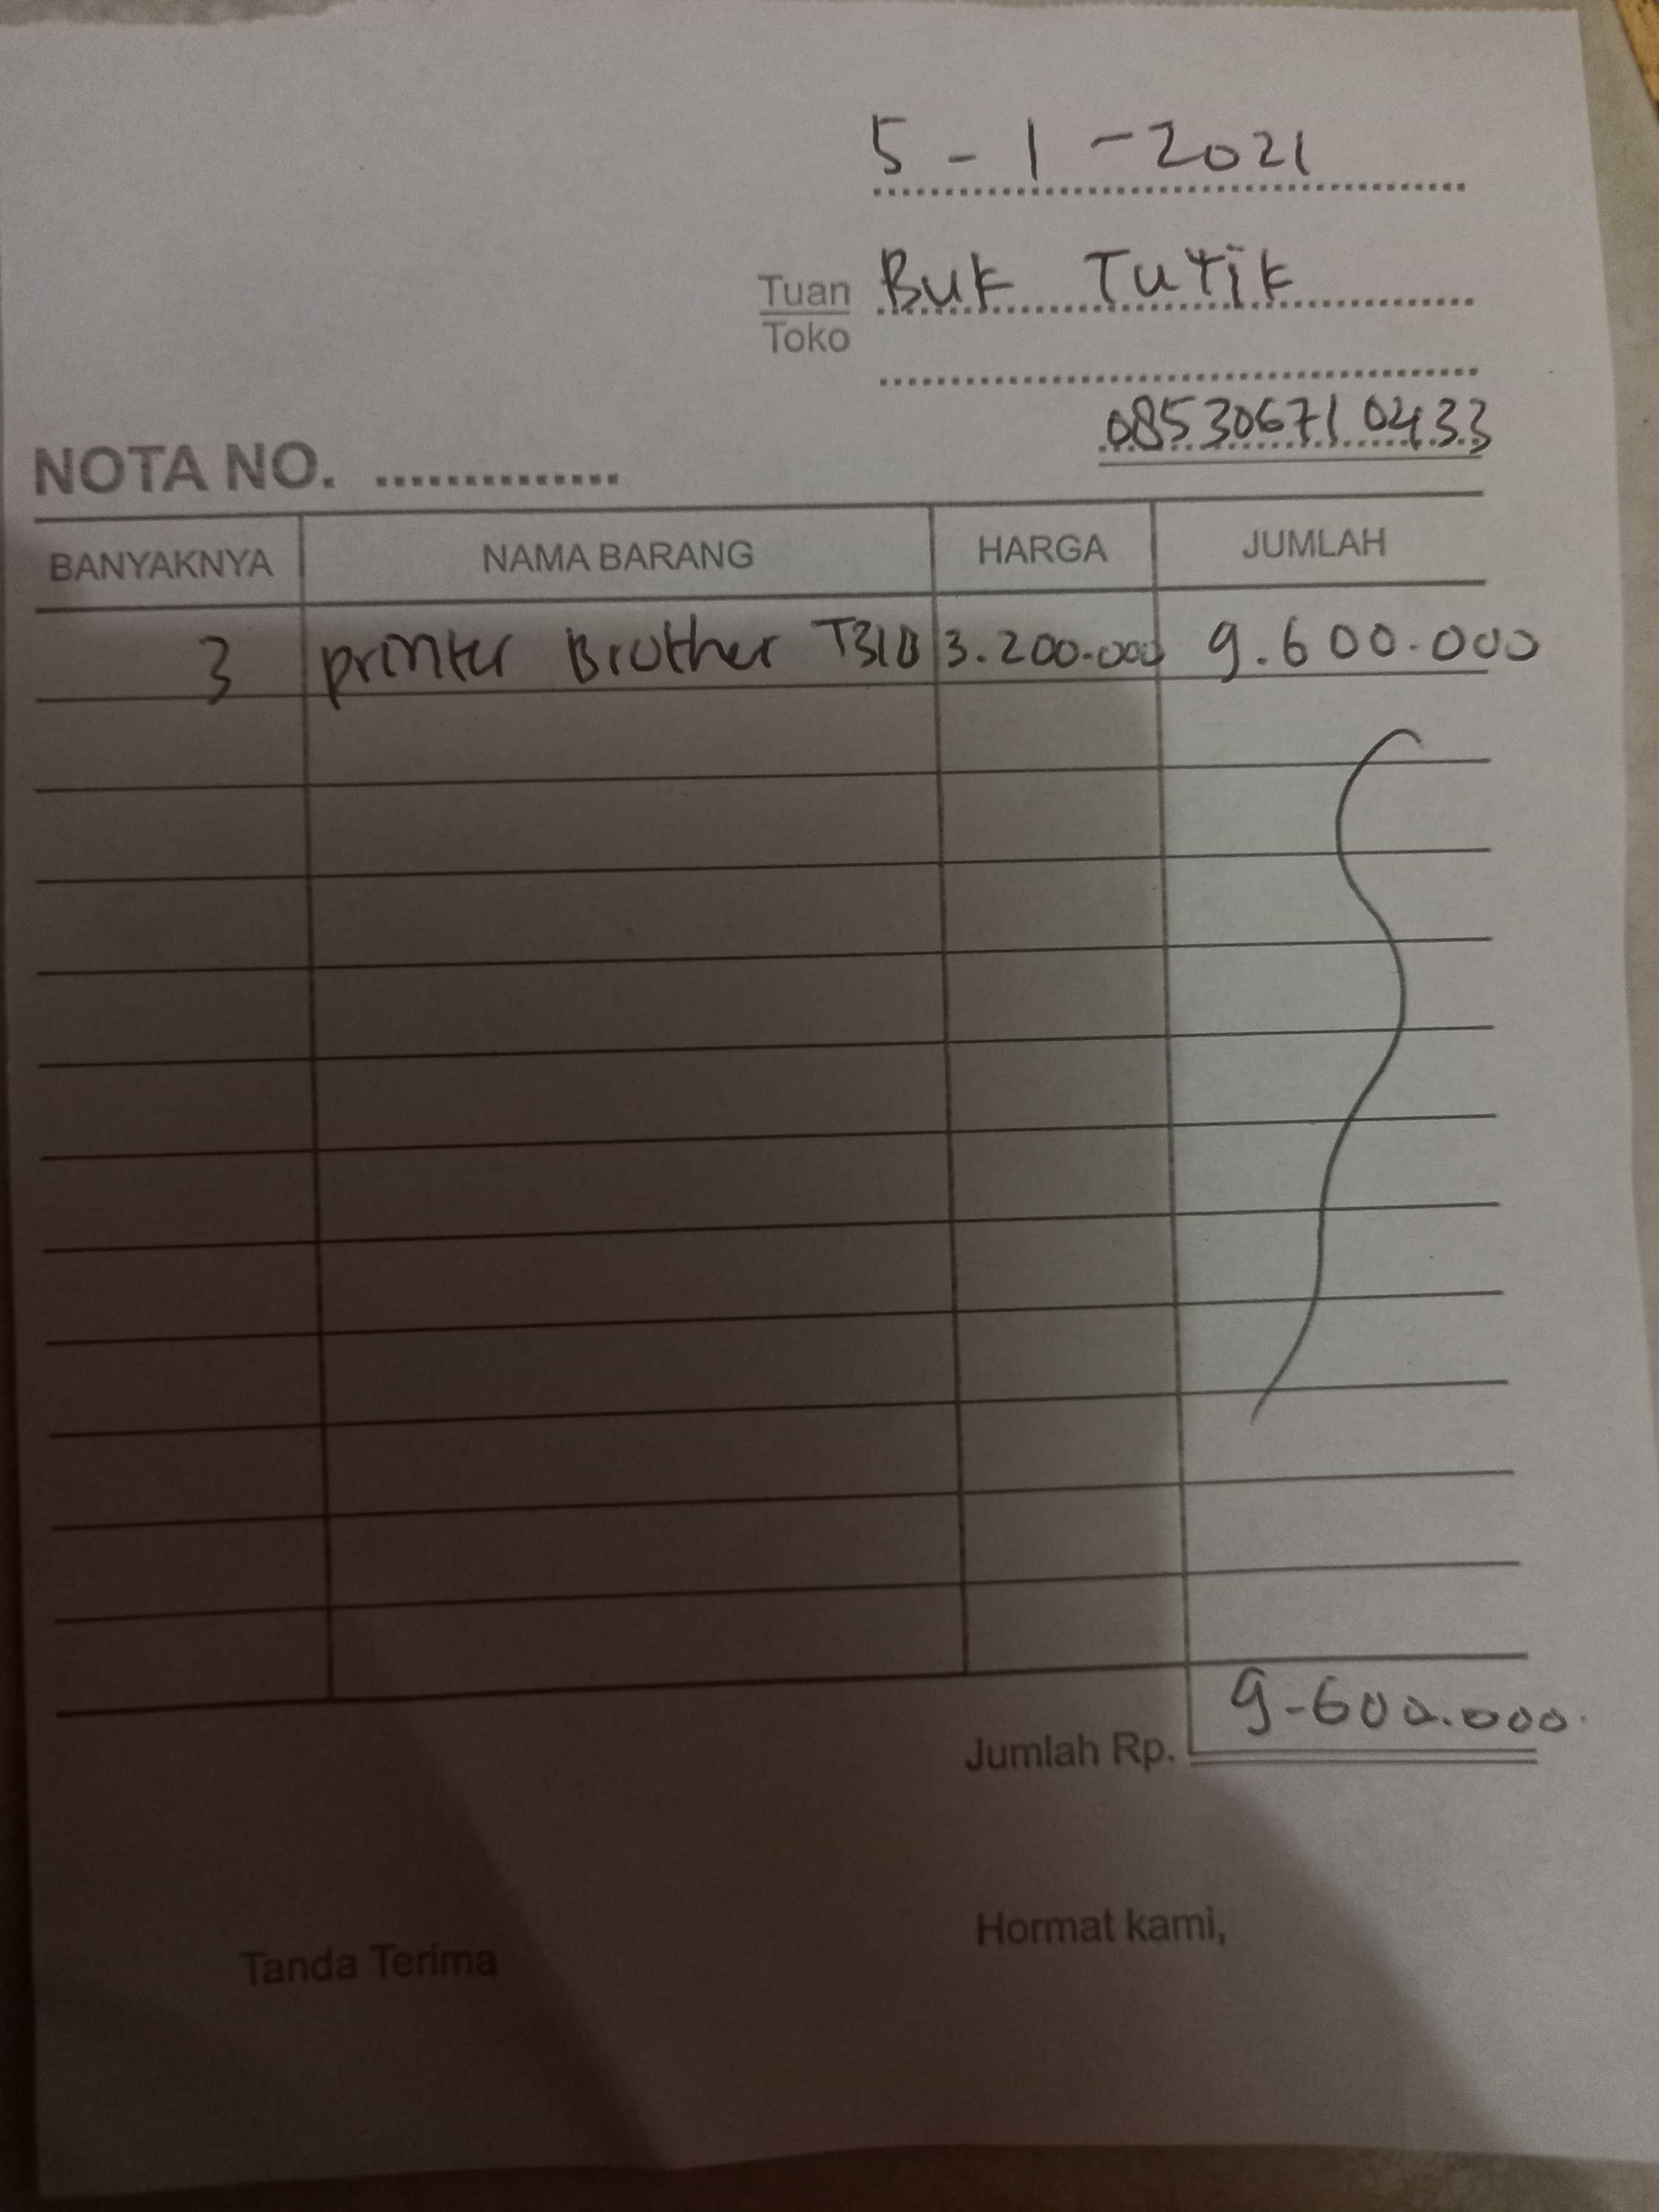 5 - 1 - 2021
Tuan Buk Tutik
Toko
085306710433
NOTA NO. ..............
BANYAKNYA NAMA BARANG HARGA JUMLAH
3 printer Brother T310 3.200.000 9.600.000
Jumlah Rp. 9-600.000.
Tanda Terima Hormat kami,